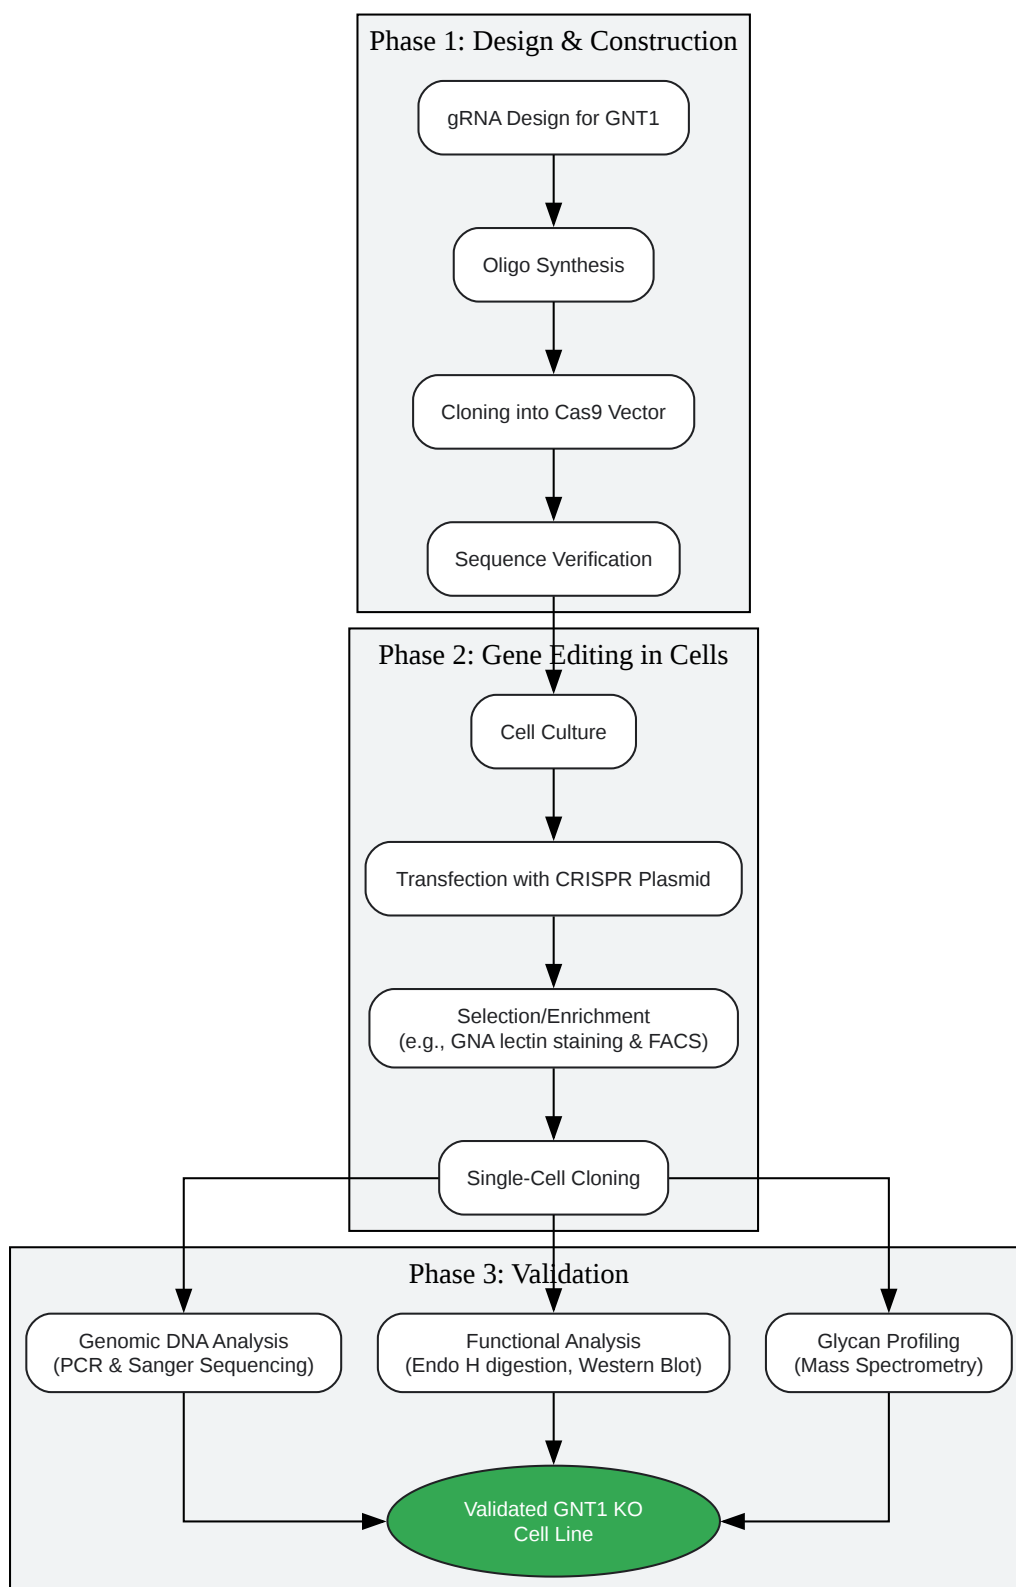 Phase 1: Design & Construction
gRNA Design for GNT1
Oligo Synthesis
Cloning into Cas9 Vector
Sequence Verification
Phase 2: Gene Editing in Cells
Cell Culture
Transfection with CRISPR Plasmid
Selection/Enrichment
(e.g., GNA lectin staining & FACS)
Single-Cell Cloning
Phase 3: Validation
Genomic DNA Analysis
(PCR & Sanger Sequencing)
Functional Analysis
(Endo H digestion, Western Blot)
Glycan Profiling
(Mass Spectrometry)
Validated GNT1 KO
Cell Line